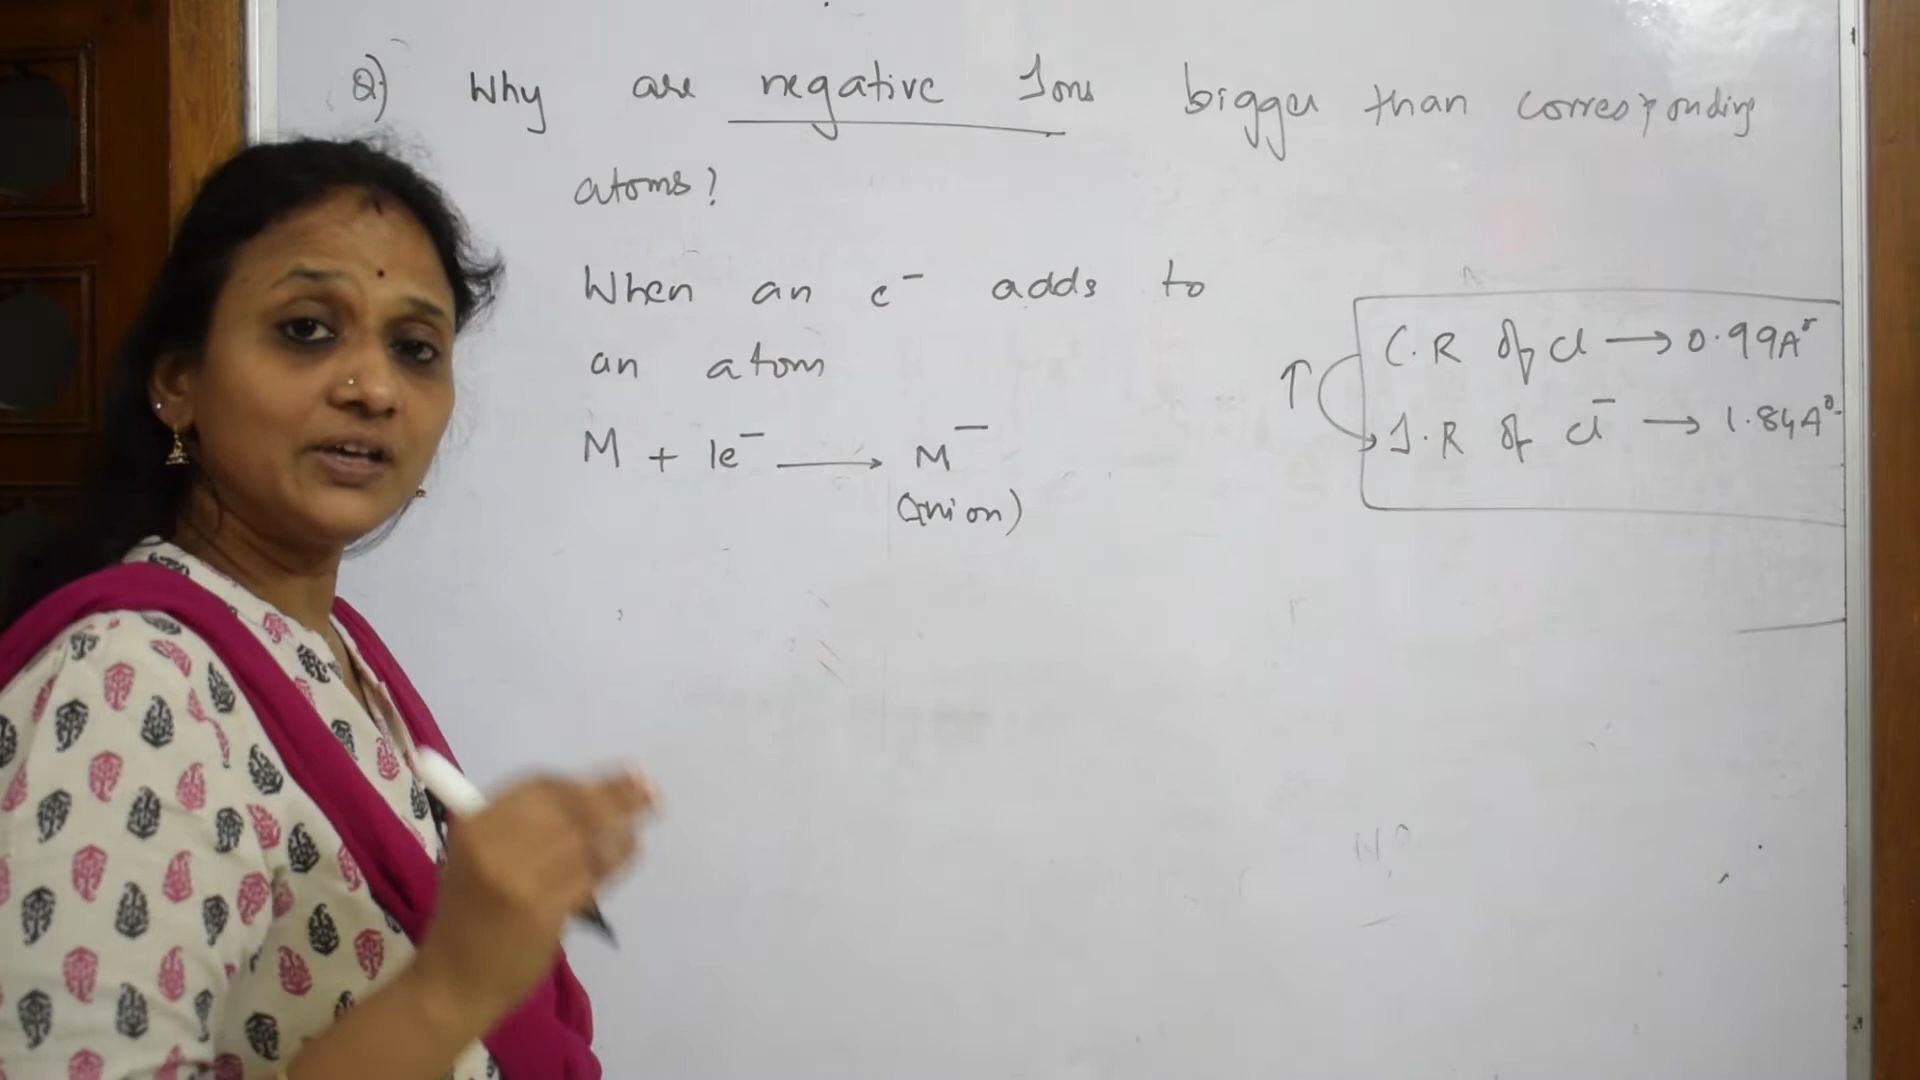 Q) Why are negative Ions bigger than corresponding
atoms?
When an e⁻ adds to
an atom
M + 1e⁻ ⟶ M⁻
(Anion)
↑
C.R of Cl → 0.99A°
I.R of Cl⁻ → 1.84A°